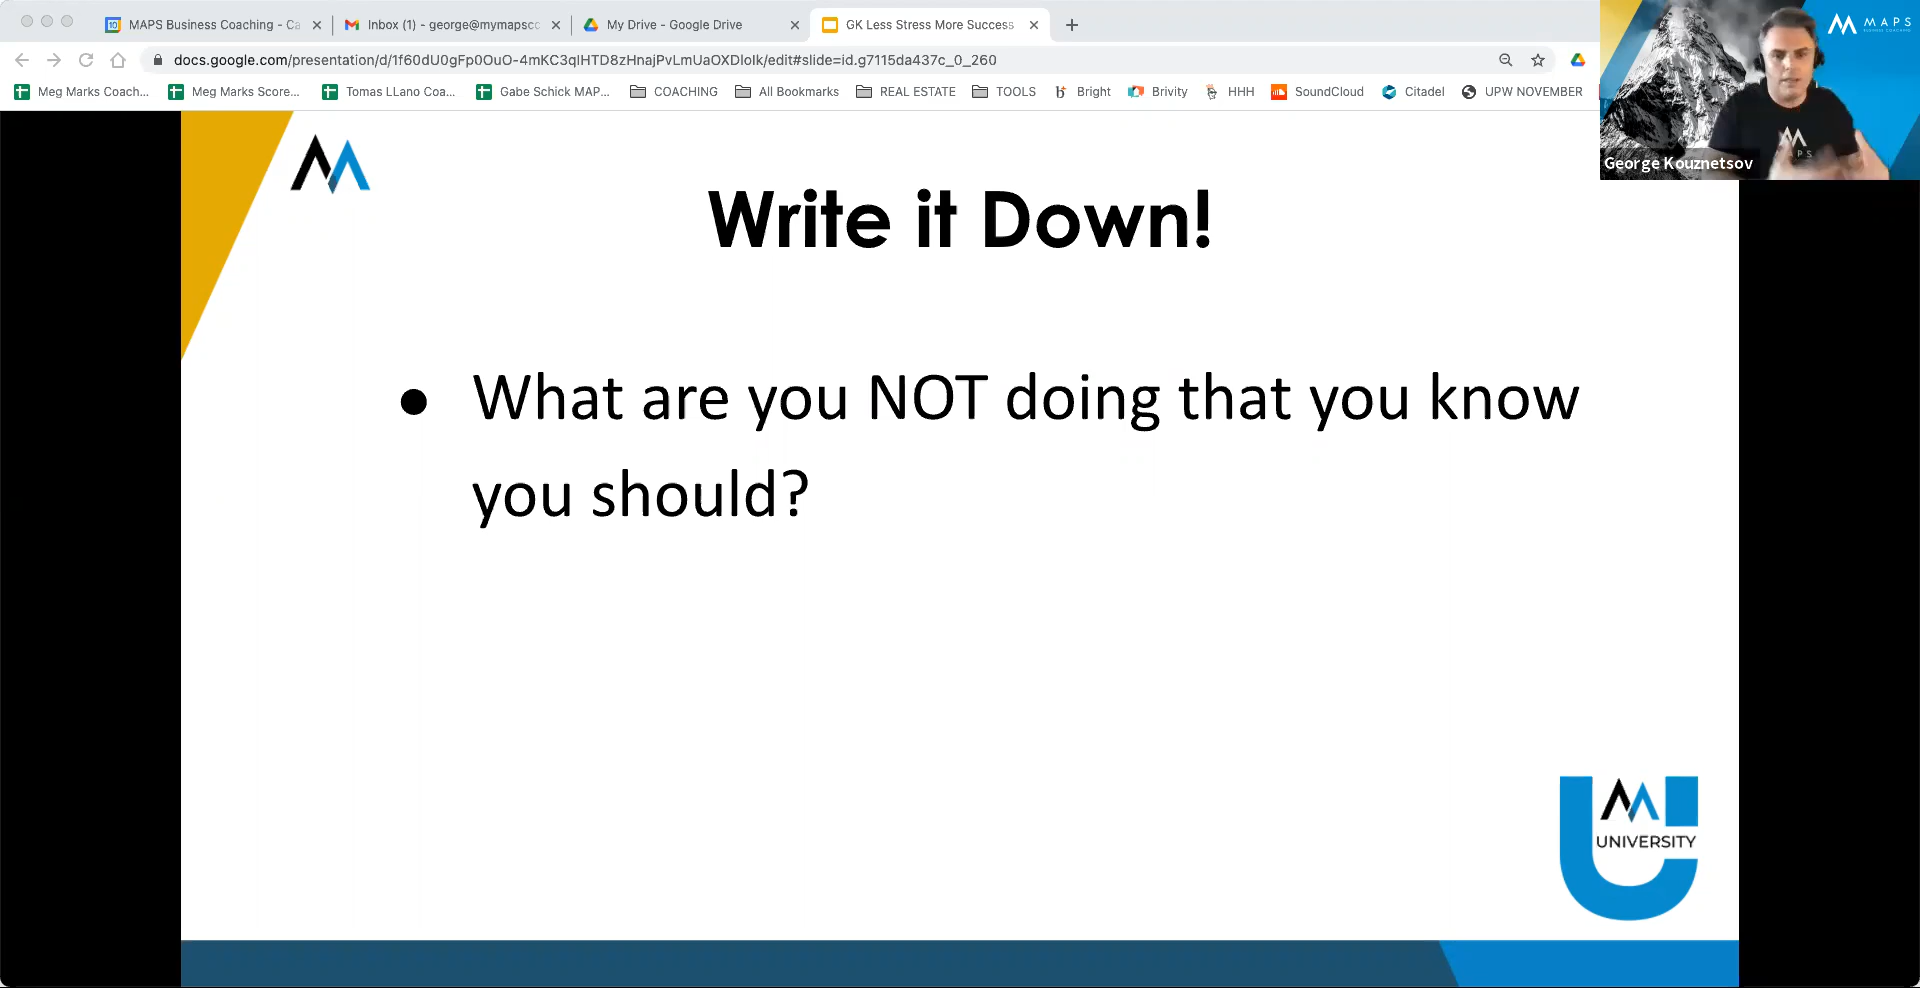 MAPS Business Coaching - Ca
Inbox (1) - george@mymapscc
My Drive - Google Drive
GK Less Stress More Success
docs.google.com/presentation/d/1f60dU0gFp0OuO-4mKC3qIHTD8zHnajPvLmUaOXDIoIk/edit#slide=id.g7115da437c_0_260
Meg Marks Coach... Meg Marks Score... Tomas LLano Coa... Gabe Schick MAP... COACHING All Bookmarks REAL ESTATE TOOLS Bright Brivity HHH SoundCloud Citadel UPW NOVEMBER
MAPS
George Kouznetsov
Write it Down!
● What are you NOT doing that you know
you should?
UNIVERSITY